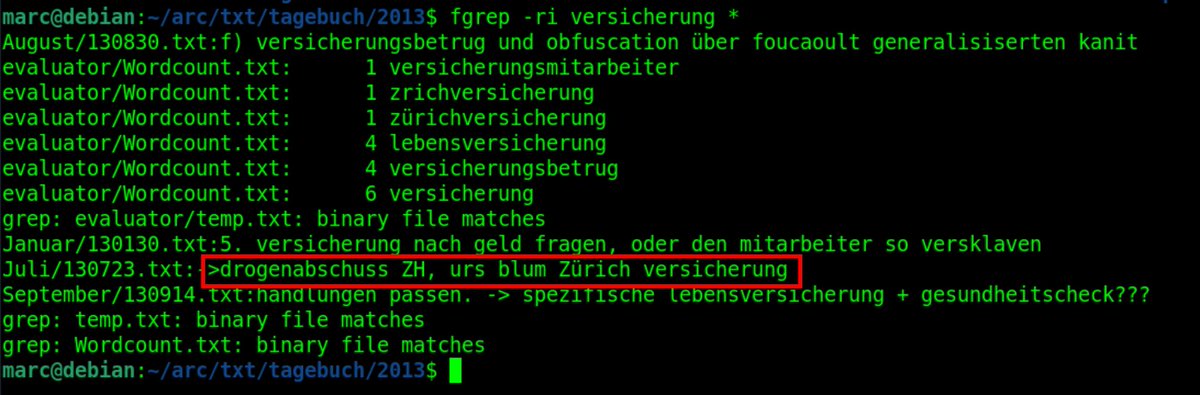 marc@debian:~/arc/txt/tagebuch/2013$ fgrep -ri versicherung *
August/130830.txt:f) versicherungsbetrug und obfuscation über foucaoult generalisiserten kanit
evaluator/Wordcount.txt:      1 versicherungsmitarbeiter
evaluator/Wordcount.txt:      1 zrichversicherung
evaluator/Wordcount.txt:      1 zürichversicherung
evaluator/Wordcount.txt:      4 lebensversicherung
evaluator/Wordcount.txt:      4 versicherungsbetrug
evaluator/Wordcount.txt:      6 versicherung
grep: evaluator/temp.txt: binary file matches
Januar/130130.txt:5. versicherung nach geld fragen, oder den mitarbeiter so versklaven
Juli/130723.txt:->drogenabschuss ZH, urs blum Zürich versicherung
September/130914.txt:handlungen passen. -> spezifische lebensversicherung + gesundheitscheck???
grep: temp.txt: binary file matches
grep: Wordcount.txt: binary file matches
marc@debian:~/arc/txt/tagebuch/2013$